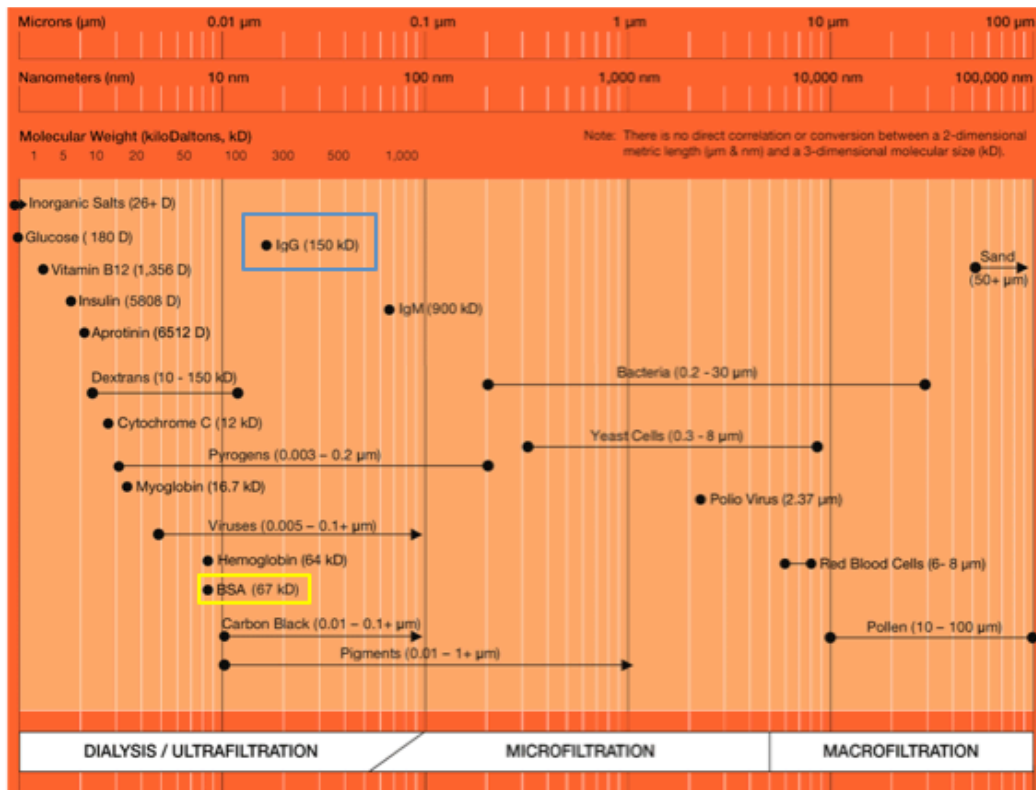 Microns (µm) 0.01 µm 0.1 µm 1 µm 10 µm 100 µm
Nanometers (nm) 10 nm 100 nm 1,000 nm 10,000 nm 100,000 nm
Molecular Weight (kiloDaltons, kD)
1 5 10 20 50 100 300 500 1,000
Note: There is no direct correlation or conversion between a 2-dimensional
metric length (µm & nm) and a 3-dimensional molecular size (kD).
Inorganic Salts (26+ D)
Glucose ( 180 D)
IgG (150 kD)
Sand
(50+ µm)
Vitamin B12 (1,356 D)
Insulin (5808 D)
IgM (900 kD)
Aprotinin (6512 D)
Dextrans (10 - 150 kD)
Bacteria (0.2 - 30 µm)
Cytochrome C (12 kD)
Yeast Cells (0.3 - 8 µm)
Pyrogens (0.003 – 0.2 µm)
Myoglobin (16.7 kD)
Polio Virus (2.37 µm)
Viruses (0.005 – 0.1+ µm)
Hemoglobin (64 kD)
Red Blood Cells (6- 8 µm)
BSA (67 kD)
Carbon Black (0.01 – 0.1+ µm)
Pollen (10 – 100 µm)
Pigments (0.01 – 1+ µm)
DIALYSIS / ULTRAFILTRATION MICROFILTRATION MACROFILTRATION